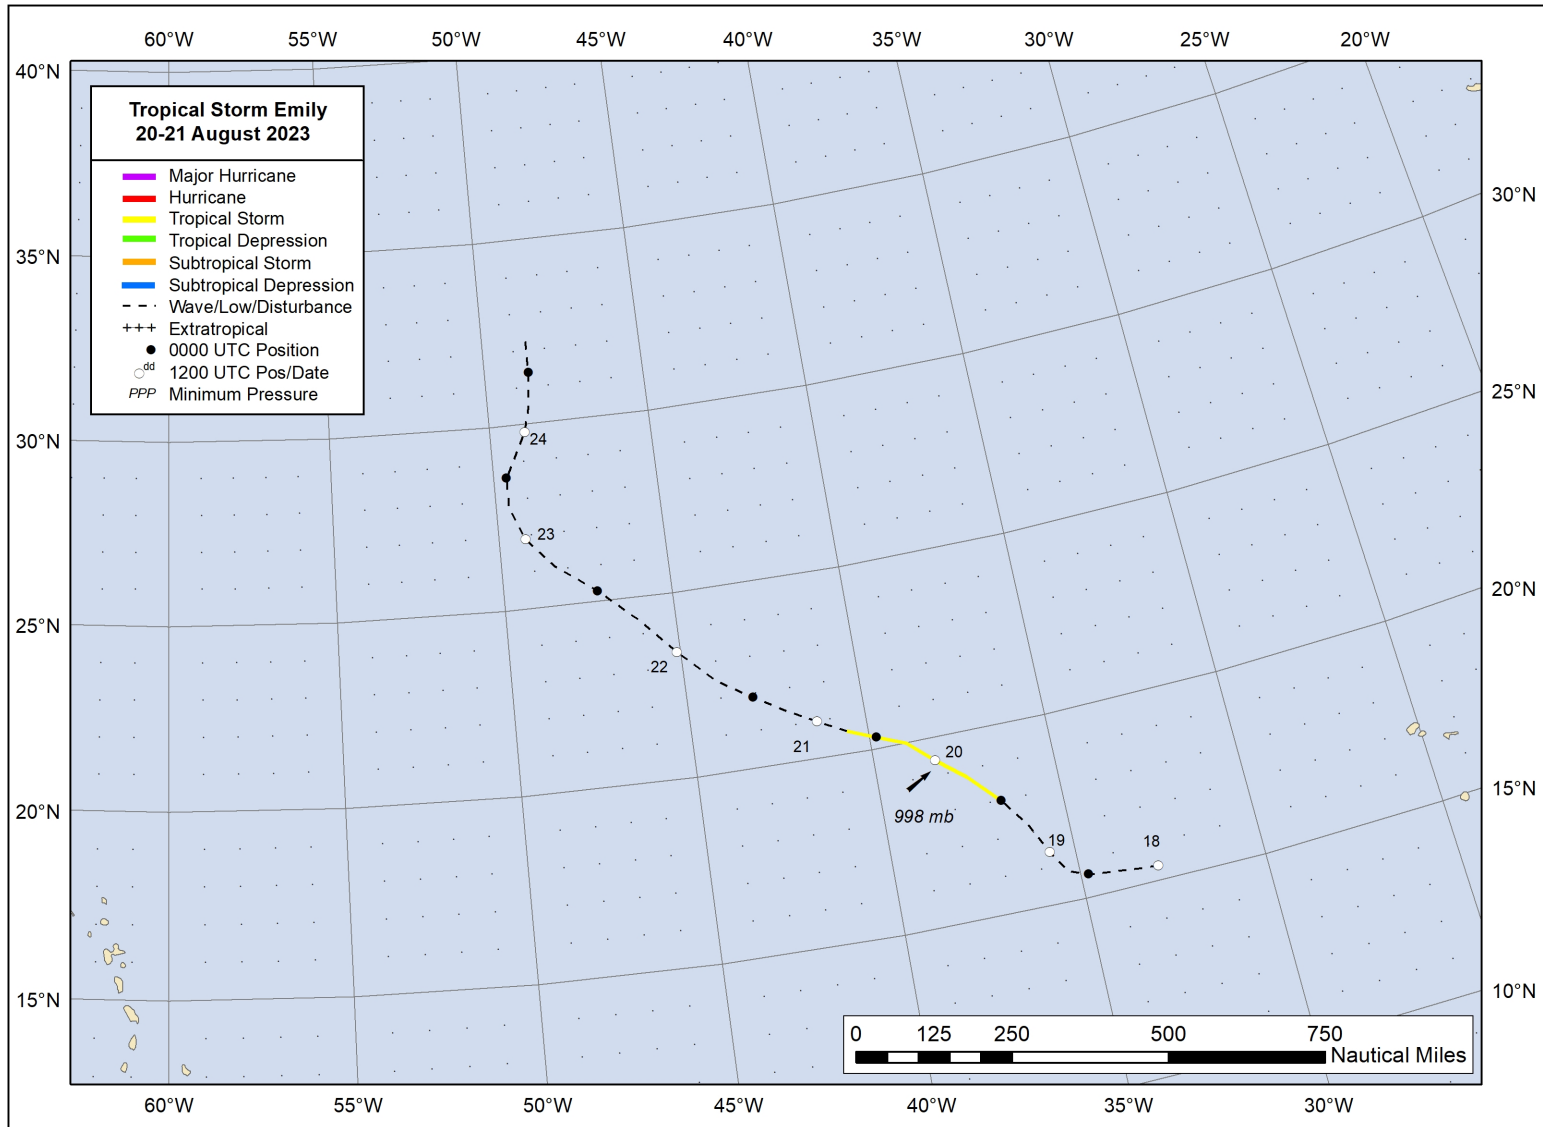 60°W 55°W 50°W 45°W 40°W 35°W 30°W 25°W 20°W
40°N
Tropical Storm Emily
20-21 August 2023
Major Hurricane
Hurricane
Tropical Storm
Tropical Depression
Subtropical Storm
Subtropical Depression
Wave/Low/Disturbance
+++ Extratropical
0000 UTC Position
dd 1200 UTC Pos/Date
PPP Minimum Pressure
35°N
30°N
25°N
20°N
15°N
30°N
25°N
20°N
15°N
10°N
24
23
22
21
20
998 mb
19
18
0 125 250 500 750
Nautical Miles
60°W 55°W 50°W 45°W 40°W 35°W 30°W